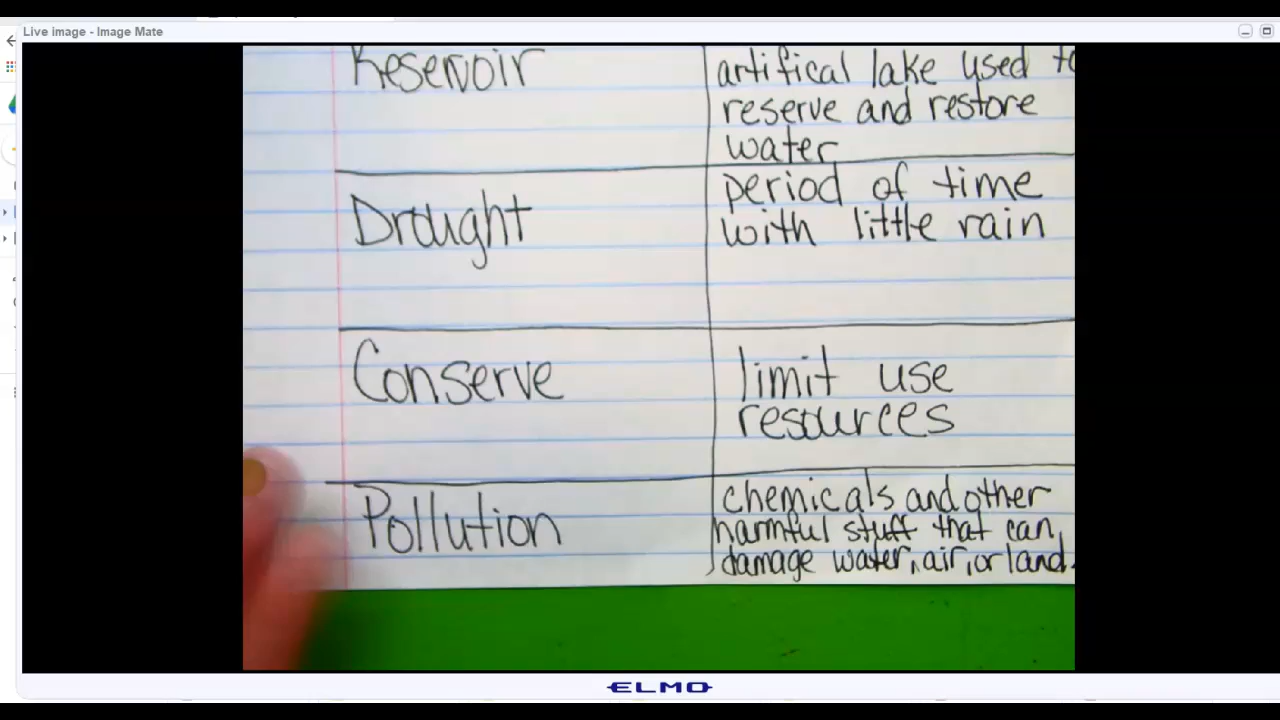 Live image - Image Mate
Reservoir
artifical lake used to
reserve and restore
water
Drought
period of time
with little rain
Conserve
limit use
resources
Pollution
chemicals and other
harmful stuff that can
damage water, air, or land.
ELMO